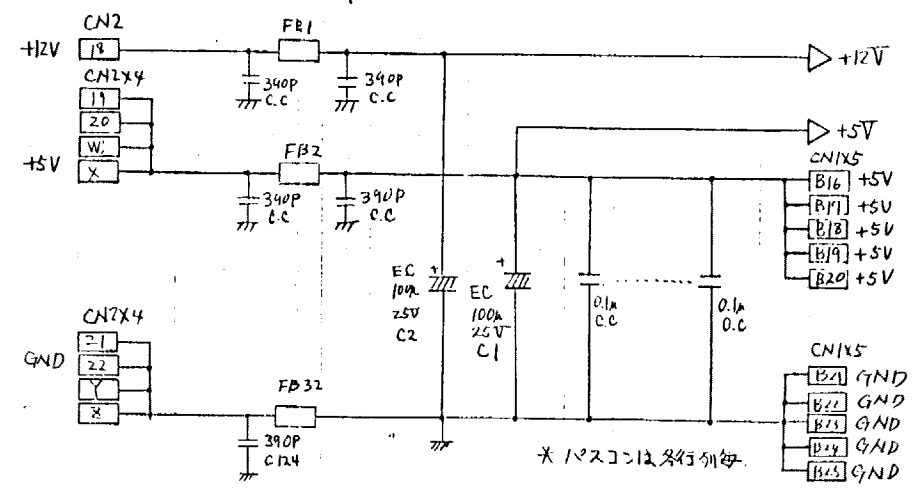 CN2
FB1
+12V
18
+12V
CN2X4
390P
C.C
390P
C.C
19
20
W
+5V
X
FB2
+5V
CN1X5
B16 +5V
B17 +5V
B18 +5V
B19 +5V
B20 +5V
390P
C.C
390P
C.C
EC
100μ
25V
C2
+
EC
100μ
25V
C1
+
0.1μ
C.C
0.1μ
C.C
CN2X4
21
GND
22
Y
FB32
390P
C124
CN1X5
B21 GND
B22 GND
B23 GND
B24 GND
B25 GND
* パスコンは各行列毎